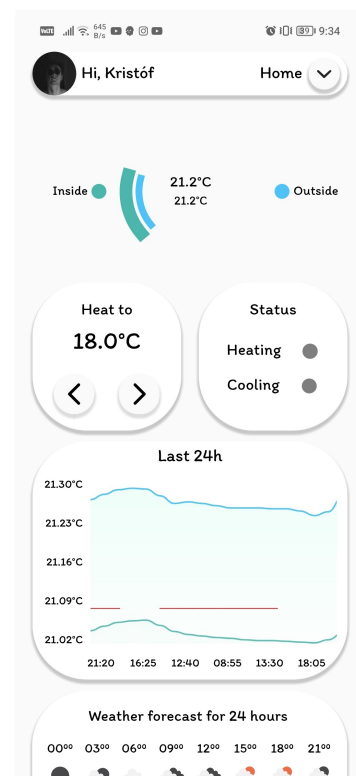 VoLTE 645 B/s 89 9:34
Hi, Kristóf Home
21.2°C
Inside Outside
21.2°C
Heat to Status
18.0°C
Heating
Cooling
Last 24h
21.30°C
21.23°C
21.16°C
21.09°C
21.02°C
21:20 16:25 12:40 08:55 13:30 18:05
Weather forecast for 24 hours
00⁰⁰ 03⁰⁰ 06⁰⁰ 09⁰⁰ 12⁰⁰ 15⁰⁰ 18⁰⁰ 21⁰⁰